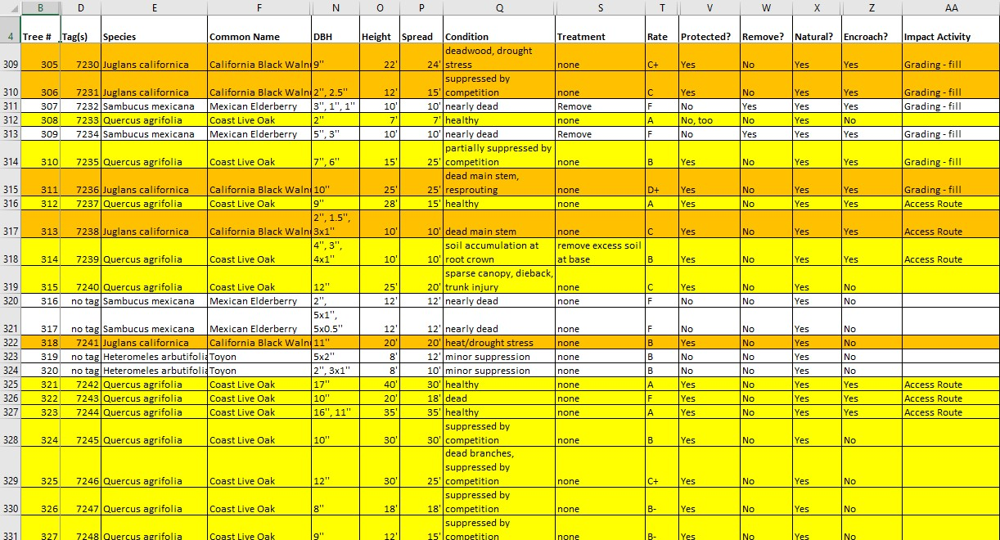 B D E F N O P Q S T V W X Z AA
4 Tree # Tag(s) Species Common Name DBH Height Spread Condition Treatment Rate Protected? Remove? Natural? Encroach? Impact Activity
309 305 7230 Juglans californica California Black Waln 9" 22' 24' deadwood, drought stress none C+ Yes No Yes Yes Grading - fill
310 306 7231 Juglans californica California Black Waln 2", 2.5" 12' 15' suppressed by competition none C Yes No Yes Yes Grading - fill
311 307 7232 Sambucus mexicana Mexican Elderberry 3", 1", 1" 10' 10' nearly dead Remove F No Yes Yes Yes Grading - fill
312 308 7233 Quercus agrifolia Coast Live Oak 2" 7' 7' healthy none A No, too No Yes No
313 309 7234 Sambucus mexicana Mexican Elderberry 5", 3" 10' 10' nearly dead Remove F No Yes Yes Yes Grading - fill
314 310 7235 Quercus agrifolia Coast Live Oak 7", 6" 15' 25' partially suppressed by competition none B Yes No Yes Yes Grading - fill
315 311 7236 Juglans californica California Black Waln 10" 25' 25' dead main stem, resprouting none D+ Yes No Yes Yes Grading - fill
316 312 7237 Quercus agrifolia Coast Live Oak 9" 28' 15' healthy none A Yes No Yes Yes Access Route
317 313 7238 Juglans californica California Black Waln 2", 1.5", 3x1" 10' 10' dead main stem none C Yes No Yes Yes Access Route
318 314 7239 Quercus agrifolia Coast Live Oak 4", 3", 4x1" 10' 10' soil accumulation at root crown remove excess soil at base B Yes No Yes Yes Access Route
319 315 7240 Quercus agrifolia Coast Live Oak 12" 25' 20' sparse canopy, dieback, trunk injury none C Yes No Yes No
320 316 no tag Sambucus mexicana Mexican Elderberry 2", 12' 12' nearly dead none F No No Yes No
321 317 no tag Sambucus mexicana Mexican Elderberry 5x1", 5x0.5" 12' 12' nearly dead none F No No Yes No
322 318 7241 Juglans californica California Black Waln 11" 20' 20' heat/drought stress none B Yes No Yes No
323 319 no tag Heteromeles arbutifolia Toyon 5x2" 8' 12' minor suppression none B No No Yes No
324 320 no tag Heteromeles arbutifolia Toyon 2", 3x1" 8' 10' minor suppression none B No No Yes No
325 321 7242 Quercus agrifolia Coast Live Oak 17" 40' 30' healthy none A Yes No Yes Yes Access Route
326 322 7243 Quercus agrifolia Coast Live Oak 10" 20' 18' dead none F Yes No Yes Yes Access Route
327 323 7244 Quercus agrifolia Coast Live Oak 16", 11" 35' 35' healthy none A Yes No Yes Yes Access Route
328 324 7245 Quercus agrifolia Coast Live Oak 10" 30' 30' suppressed by competition none B Yes No Yes No
329 325 7246 Quercus agrifolia Coast Live Oak 12" 30' 25' dead branches, suppressed by competition none C+ Yes No Yes No
330 326 7247 Quercus agrifolia Coast Live Oak 8" 18' 18' suppressed by competition none B- Yes No Yes No
331 327 7248 Quercus agrifolia Coast Live Oak 9" 12' 15' suppressed by competition none B- Yes No Yes No